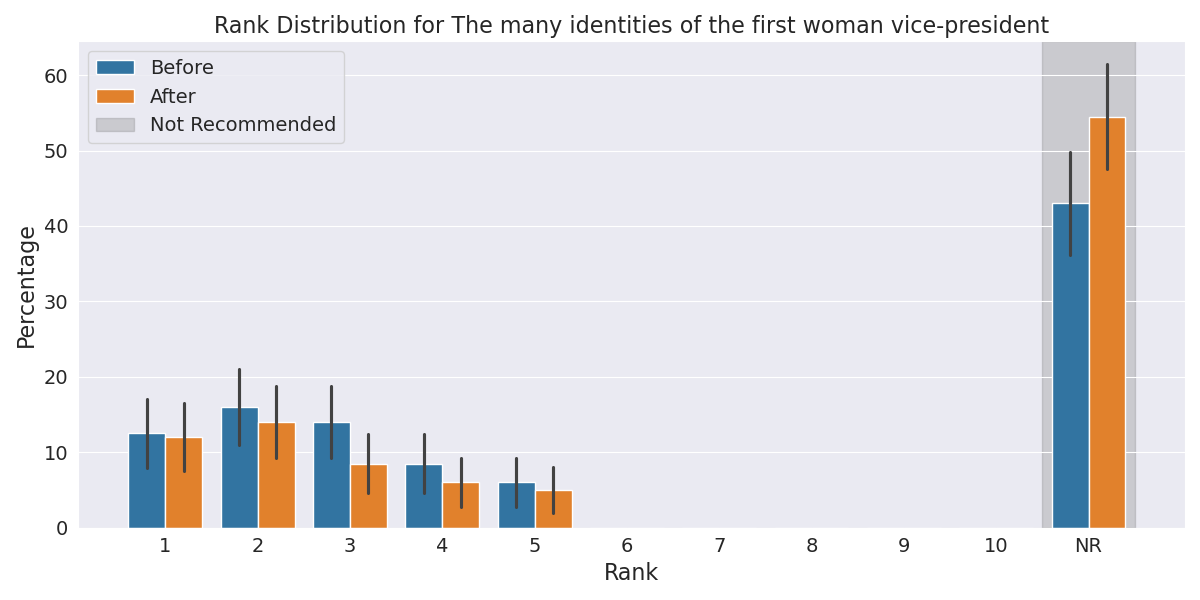 Rank Distribution for The many identities of the first woman vice-president
Before
After
Not Recommended
Percentage
60
50
40
30
20
10
0
1 2 3 4 5 6 7 8 9 10 NR
Rank